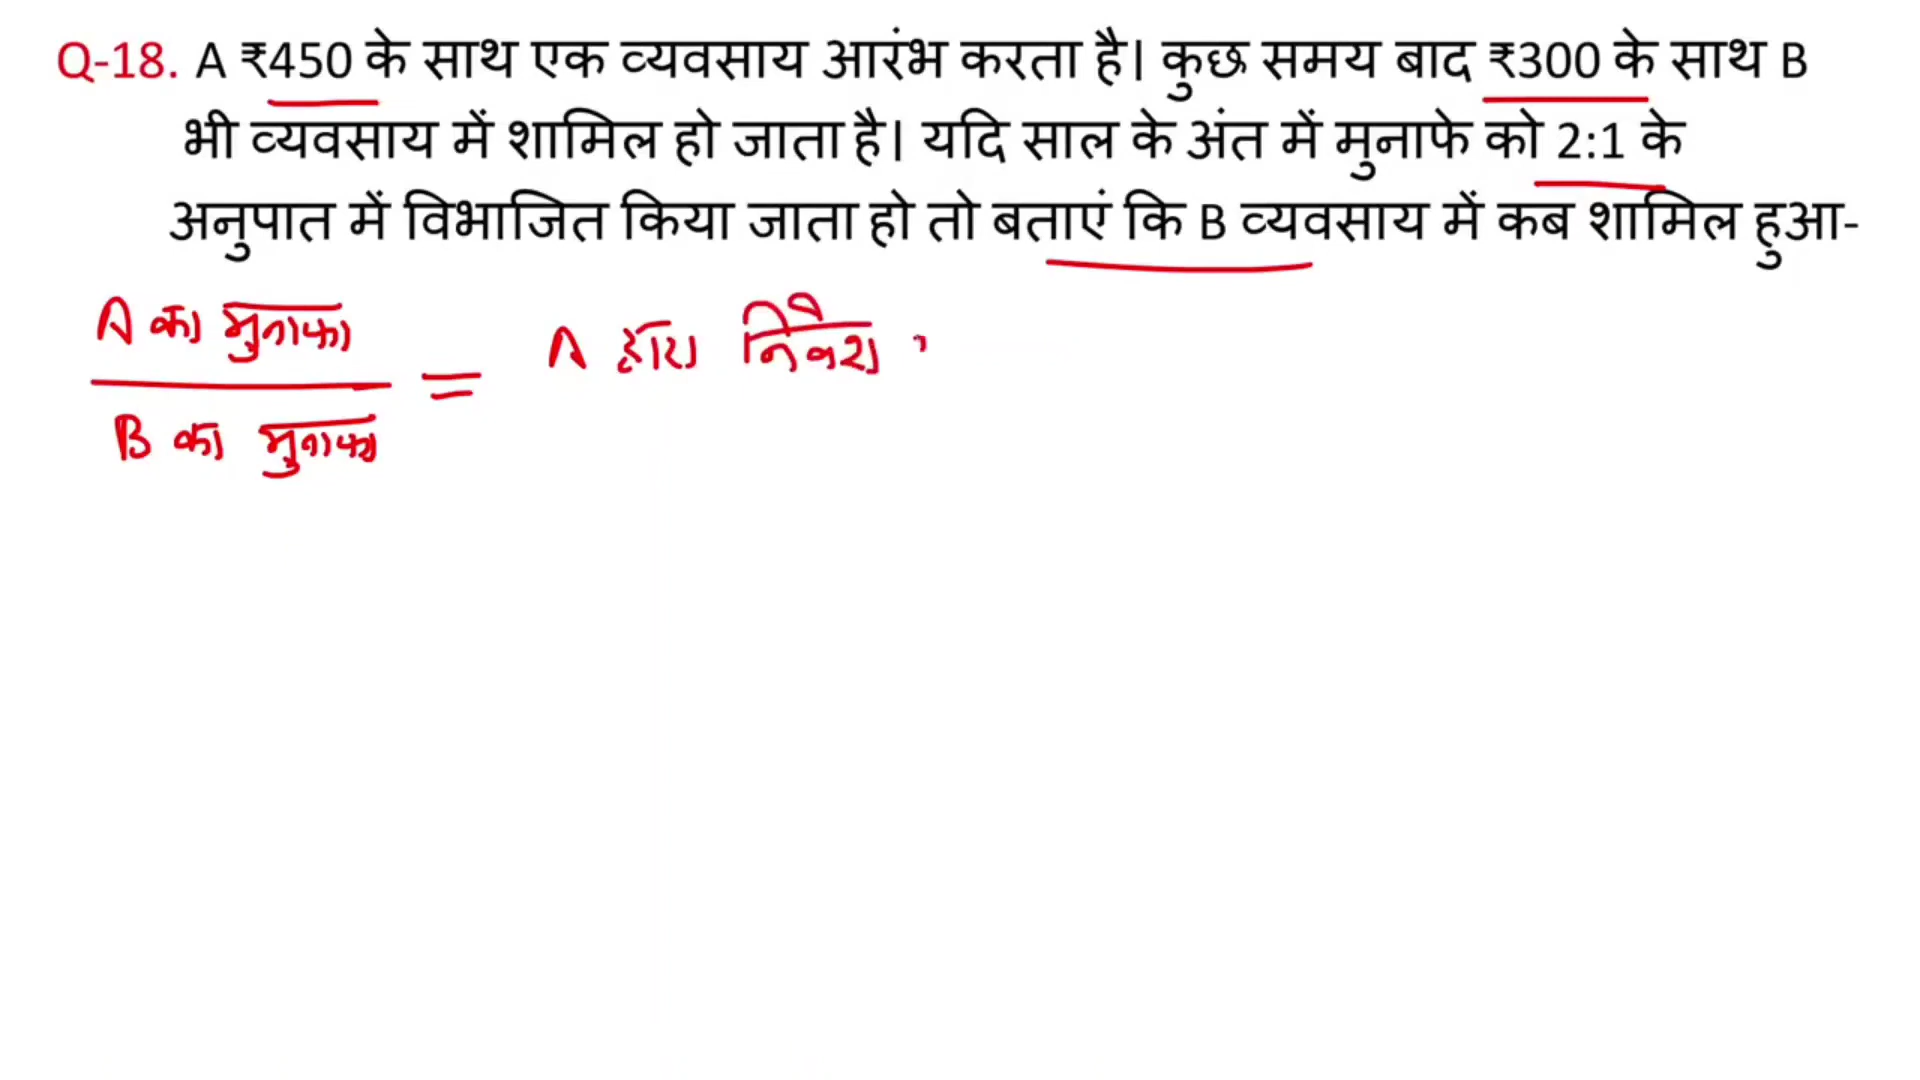 Q-18. A ₹450 के साथ एक व्यवसाय आरंभ करता है। कुछ समय बाद ₹300 के साथ B
भी व्यवसाय में शामिल हो जाता है। यदि साल के अंत में मुनाफे को 2:1 के
अनुपात में विभाजित किया जाता हो तो बताएं कि B व्यवसाय में कब शामिल हुआ-
A का मुनाफा
= A द्वारा निवेश
B का मुनाफा